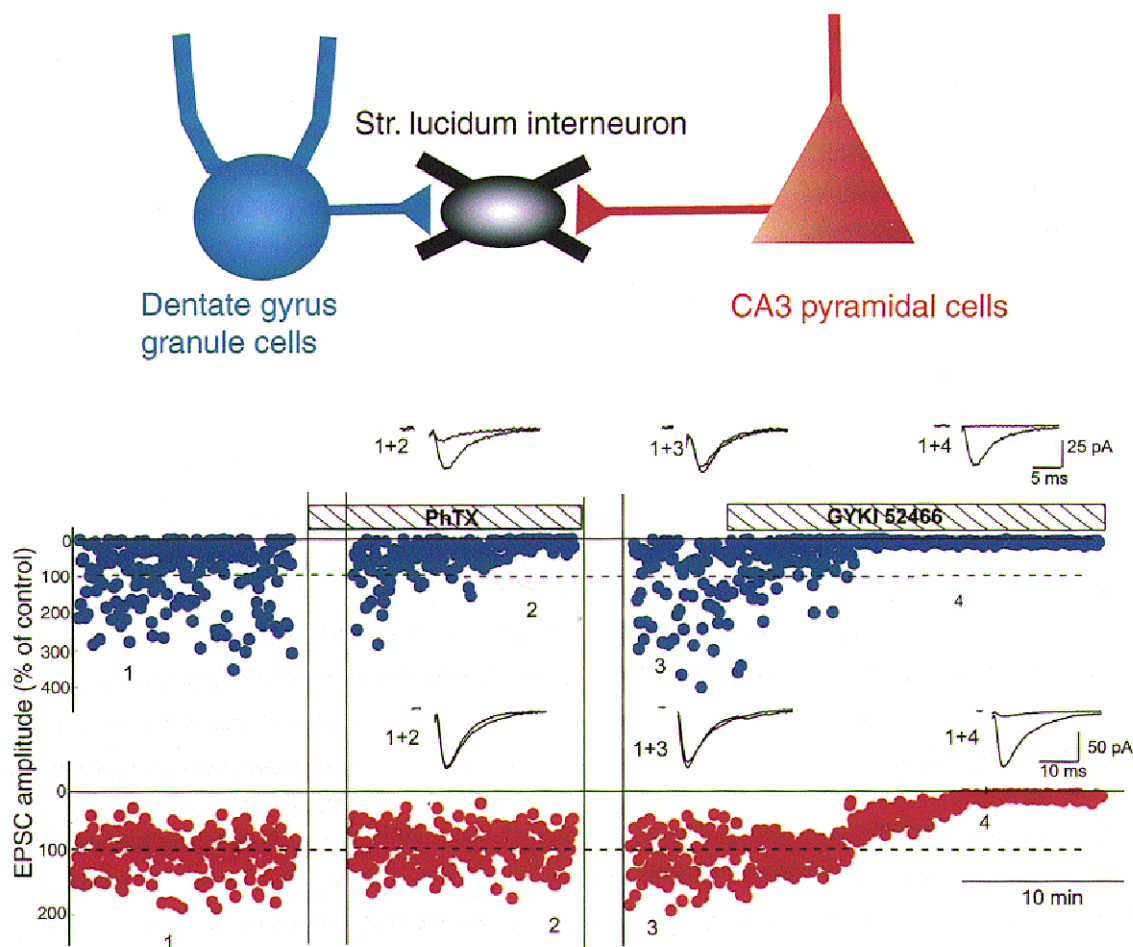 Str. lucidum interneuron
Dentate gyrus
granule cells
CA3 pyramidal cells
1+2
1+3
1+4
25 pA
5 ms
PhTX
GYKI 52466
EPSC amplitude (% of control)
0
100
200
300
400
1
2
3
4
1+2
1+3
1+4
50 pA
10 ms
0
100
200
1
2
3
4
10 min